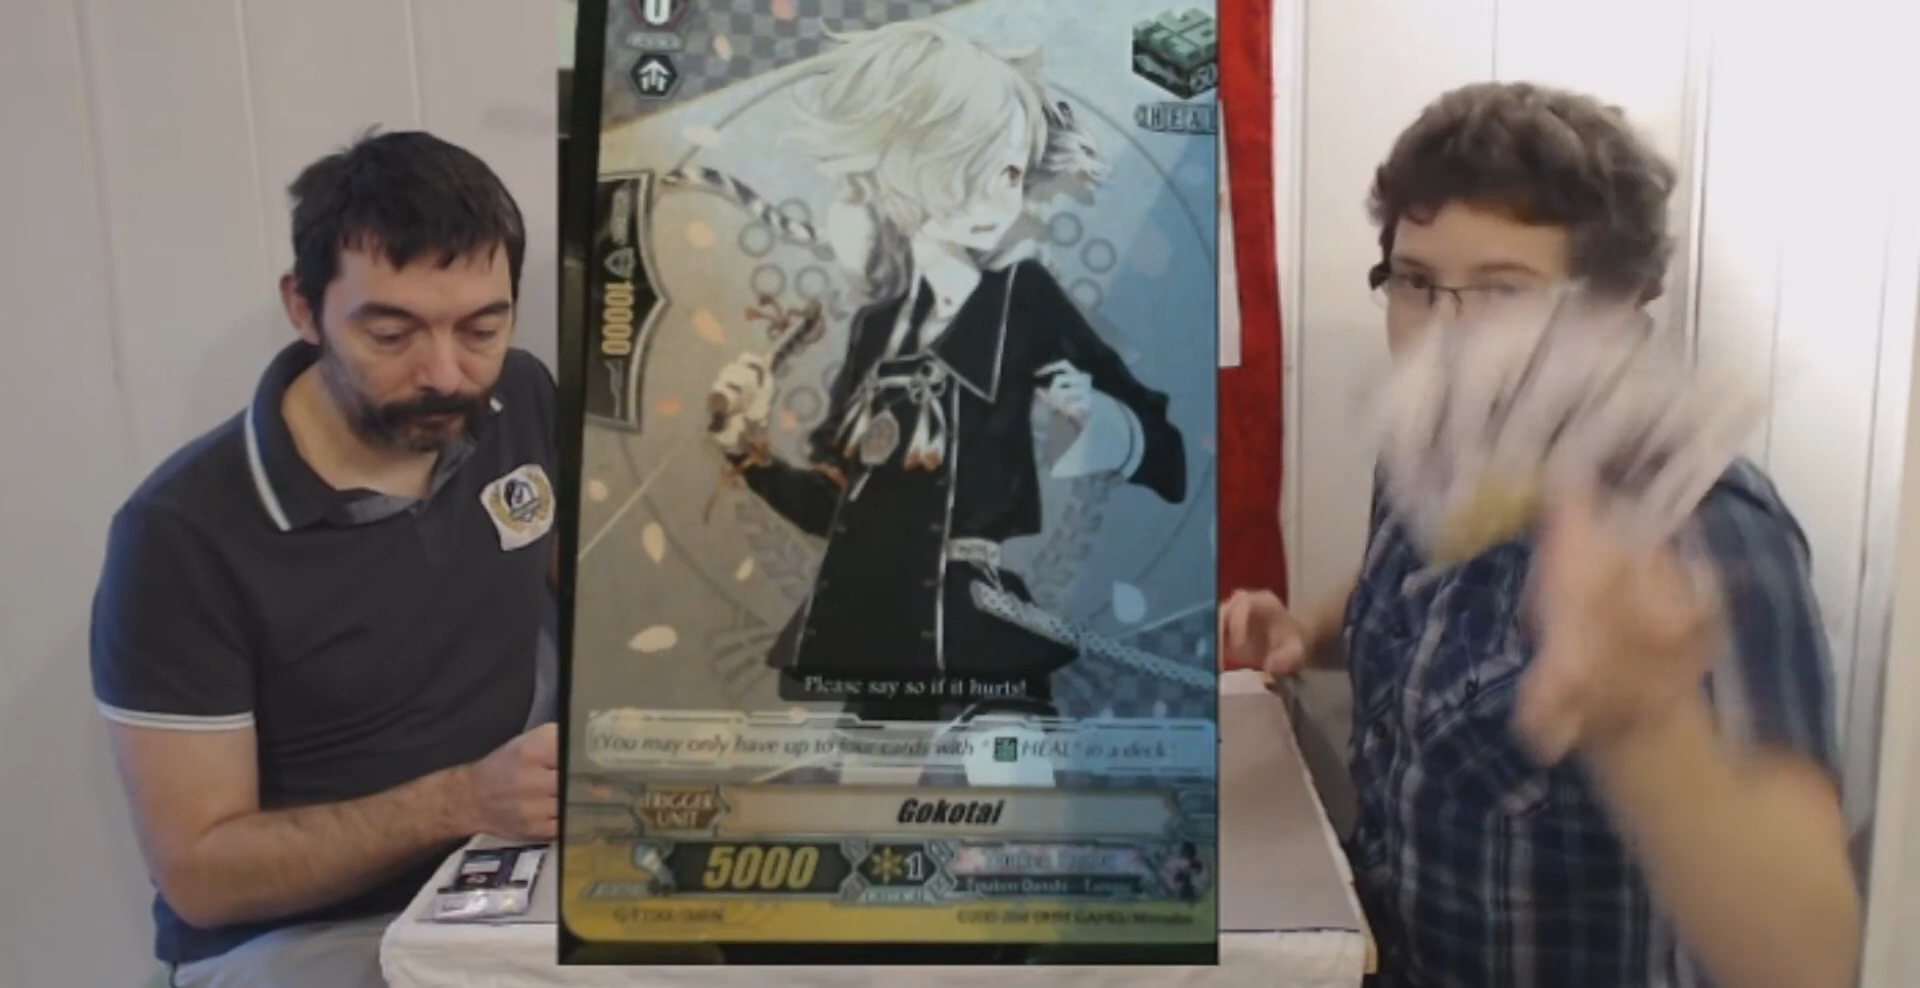 0
HEAL
10000
Please say so if it hurts!
(You may only have up to four cards with " HEAL" in a deck.)
TRIGGER
UNIT
Gokotai
5000
1